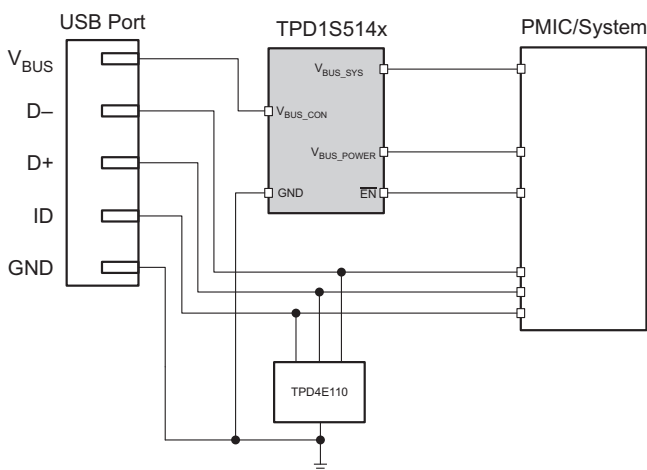 USB Port
TPD1S514x
PMIC/System
VBUS
D–
D+
ID
GND
VBUS_SYS
VBUS_CON
VBUS_POWER
GND
EN
TPD4E110